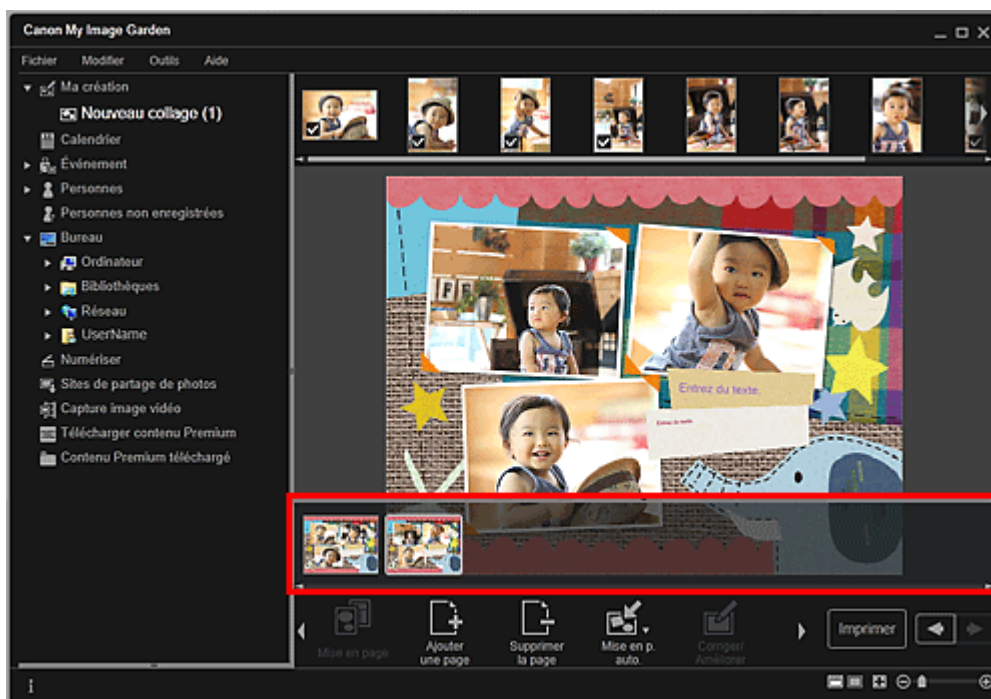 Canon My Image Garden
Fichier Modifier Outils Aide
Ma création
Nouveau collage (1)
Calendrier
Événement
Personnes
Personnes non enregistrées
Bureau
Ordinateur
Bibliothèques
Réseau
UserName
Numériser
Sites de partage de photos
Capture image vidéo
Télécharger contenu Premium
Contenu Premium téléchargé
Entrez du texte.
Entrez du texte
Mise en page
Ajouter
une page
Supprimer
la page
Mise en p.
auto.
Corriger/
Améliorer
Imprimer